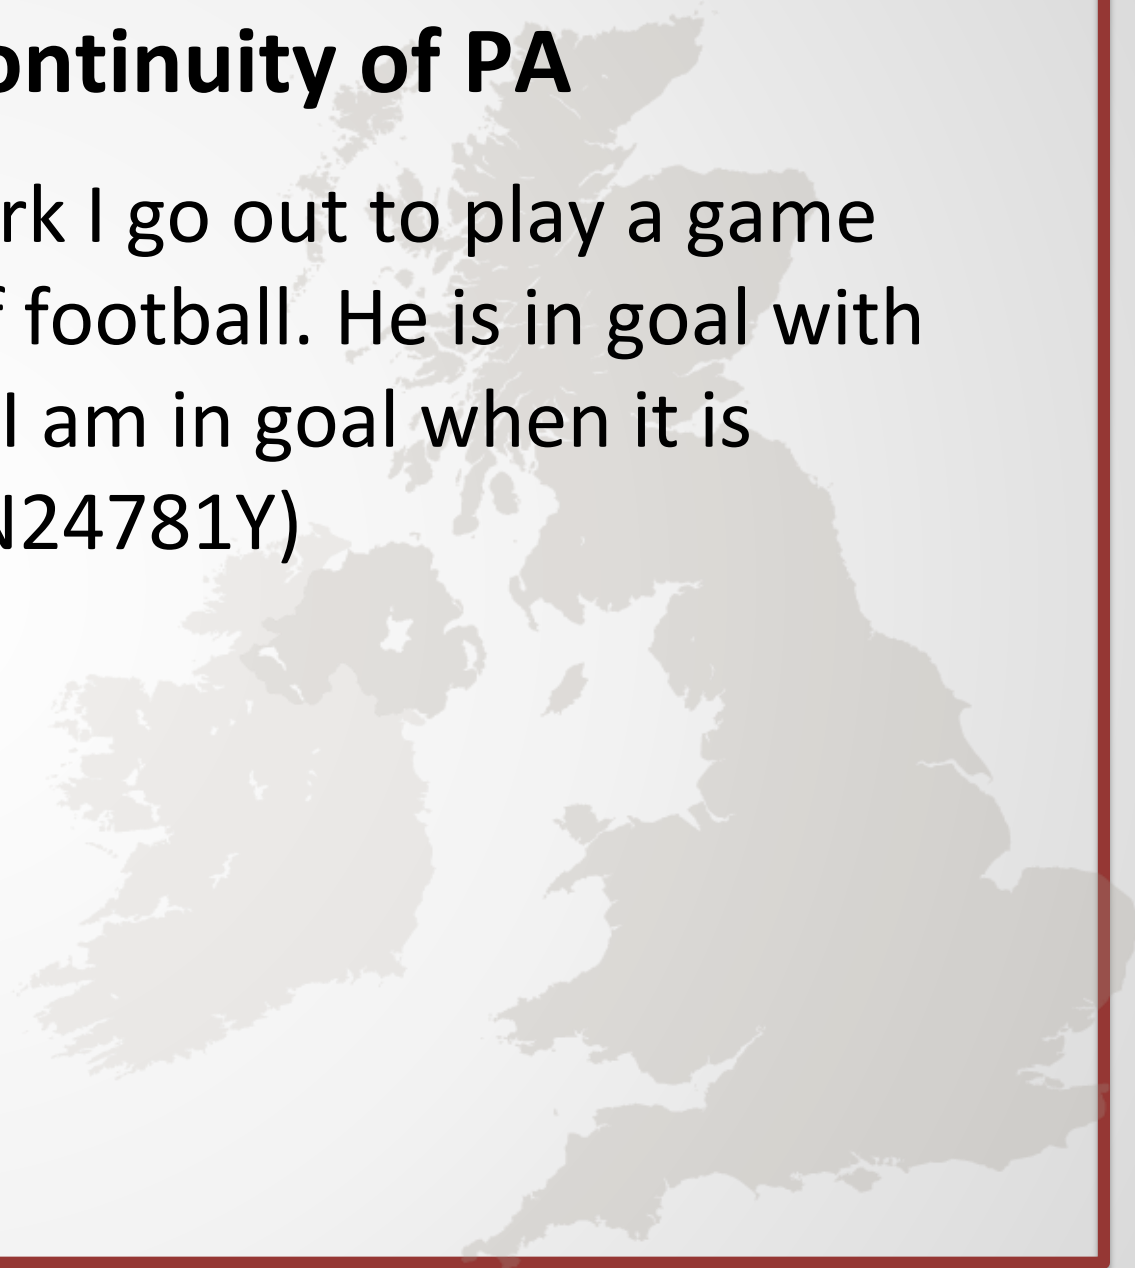 ontinuity of PA
rk I go out to play a game
f football. He is in goal with
I am in goal when it is
N24781Y)